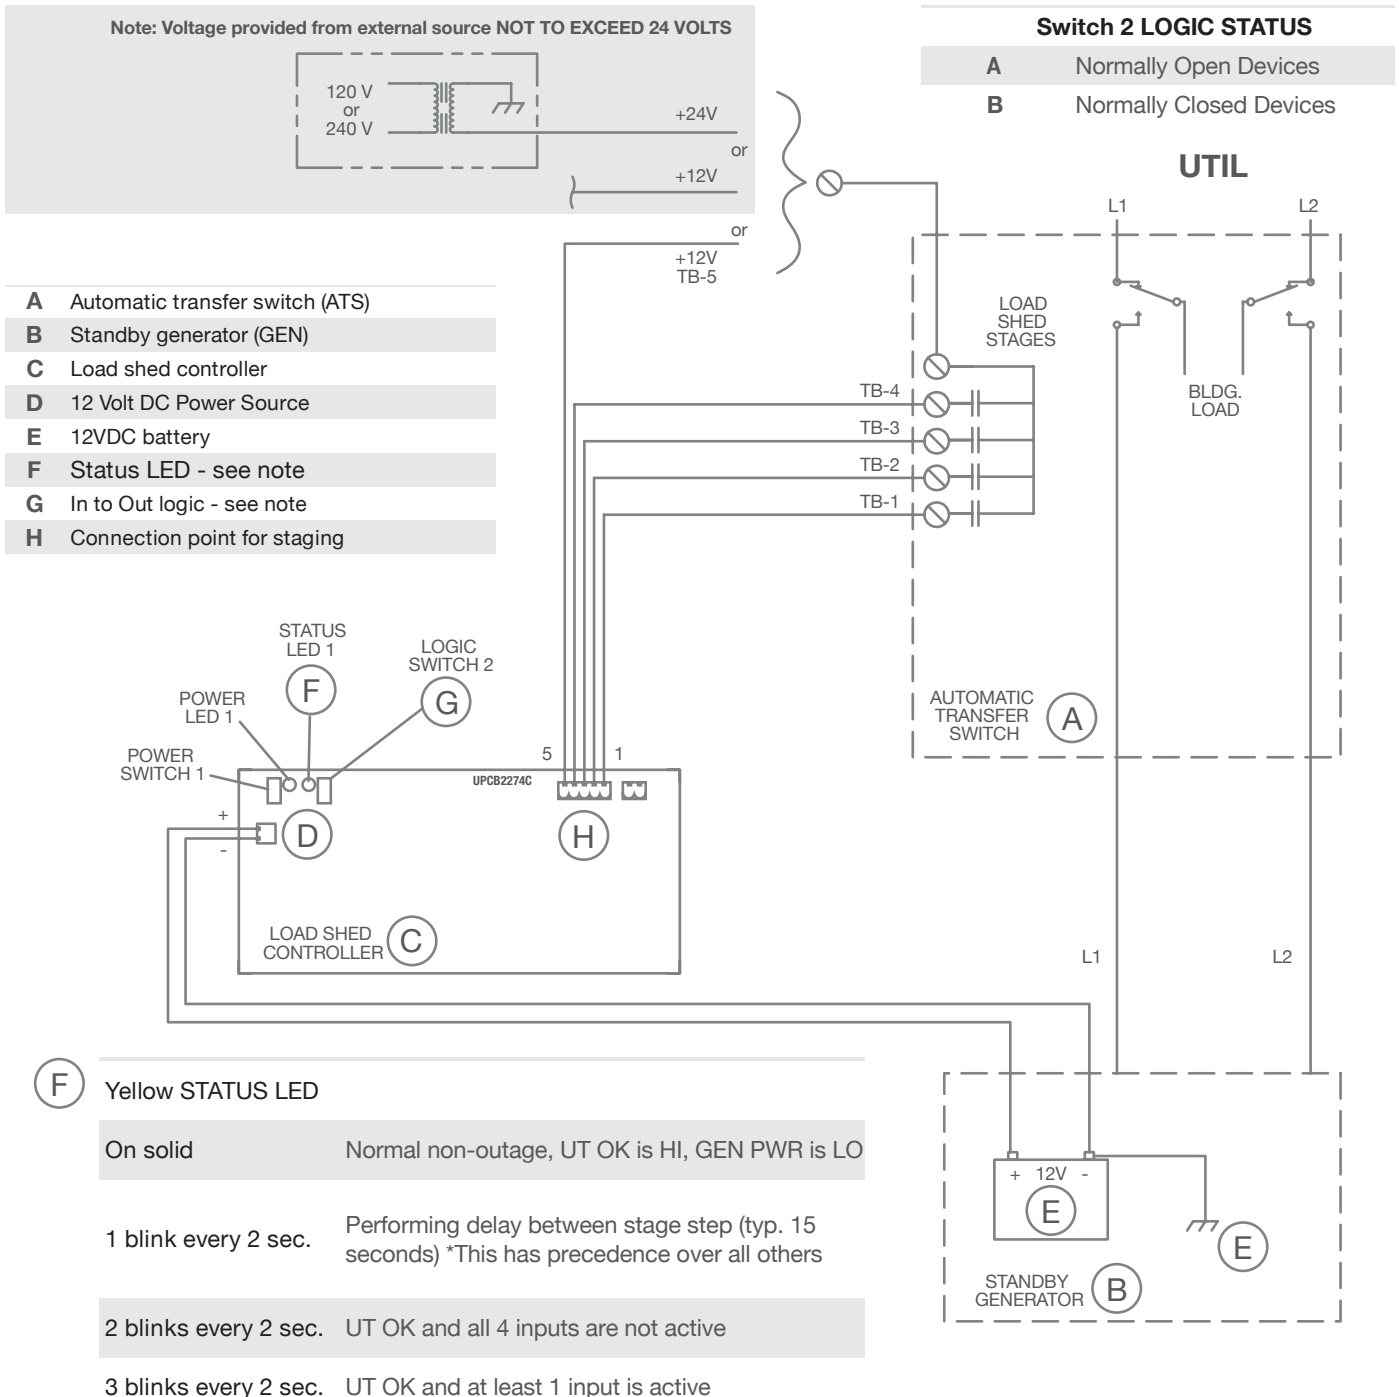 Note: Voltage provided from external source NOT TO EXCEED 24 VOLTS
120 V
or
240 V
+24V
or
+12V
or
+12V
TB-5
Switch 2 LOGIC STATUS
A Normally Open Devices
B Normally Closed Devices
UTIL
L1 L2
A Automatic transfer switch (ATS)
B Standby generator (GEN)
C Load shed controller
D 12 Volt DC Power Source
E 12VDC battery
F Status LED - see note
G In to Out logic - see note
H Connection point for staging
LOAD
SHED
STAGES
BLDG.
LOAD
TB-4
TB-3
TB-2
TB-1
AUTOMATIC
TRANSFER
SWITCH
A
STATUS
LED 1
F
LOGIC
SWITCH 2
G
POWER
LED 1
POWER
SWITCH 1
5 1
UPCB2274C
+
-
D
H
LOAD SHED
CONTROLLER
C
L1 L2
+ 12V -
E
E
STANDBY
GENERATOR
B
F
Yellow STATUS LED
On solid Normal non-outage, UT OK is HI, GEN PWR is LO
1 blink every 2 sec. Performing delay between stage step (typ. 15
seconds) *This has precedence over all others
2 blinks every 2 sec. UT OK and all 4 inputs are not active
3 blinks every 2 sec. UT OK and at least 1 input is active